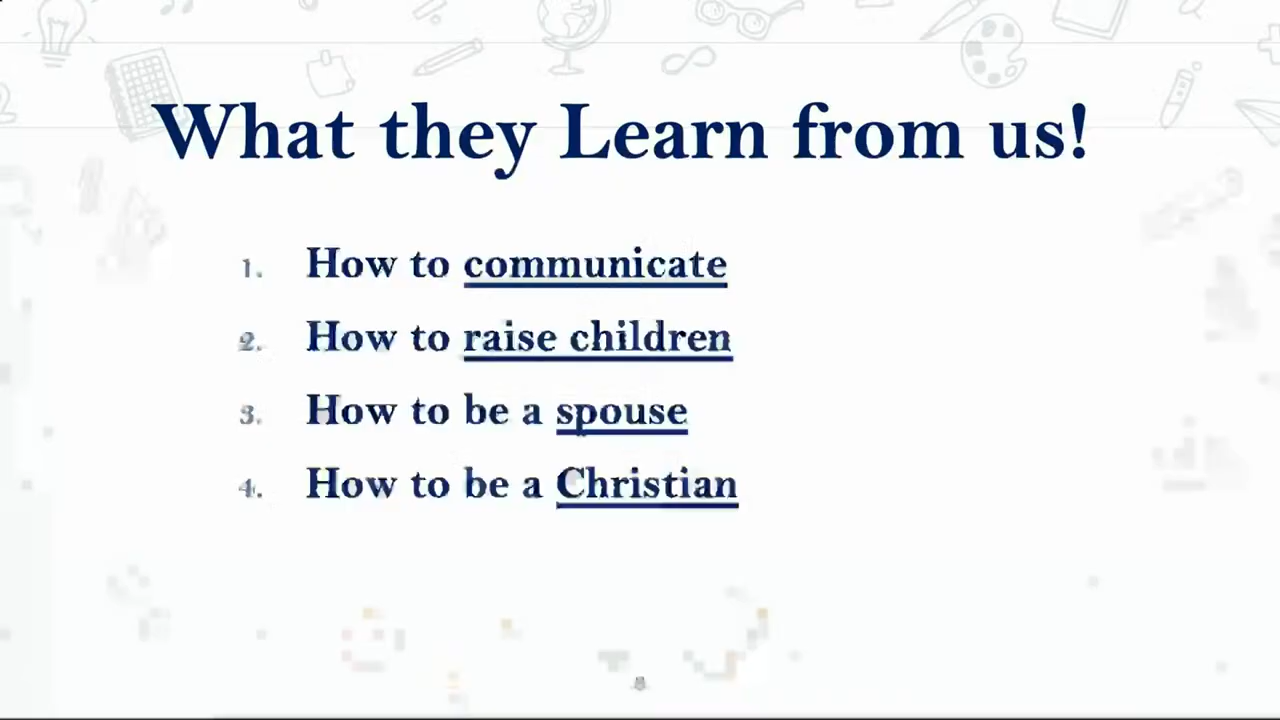 What they Learn from us!
1. How to communicate
2. How to raise children
3. How to be a spouse
4. How to be a Christian